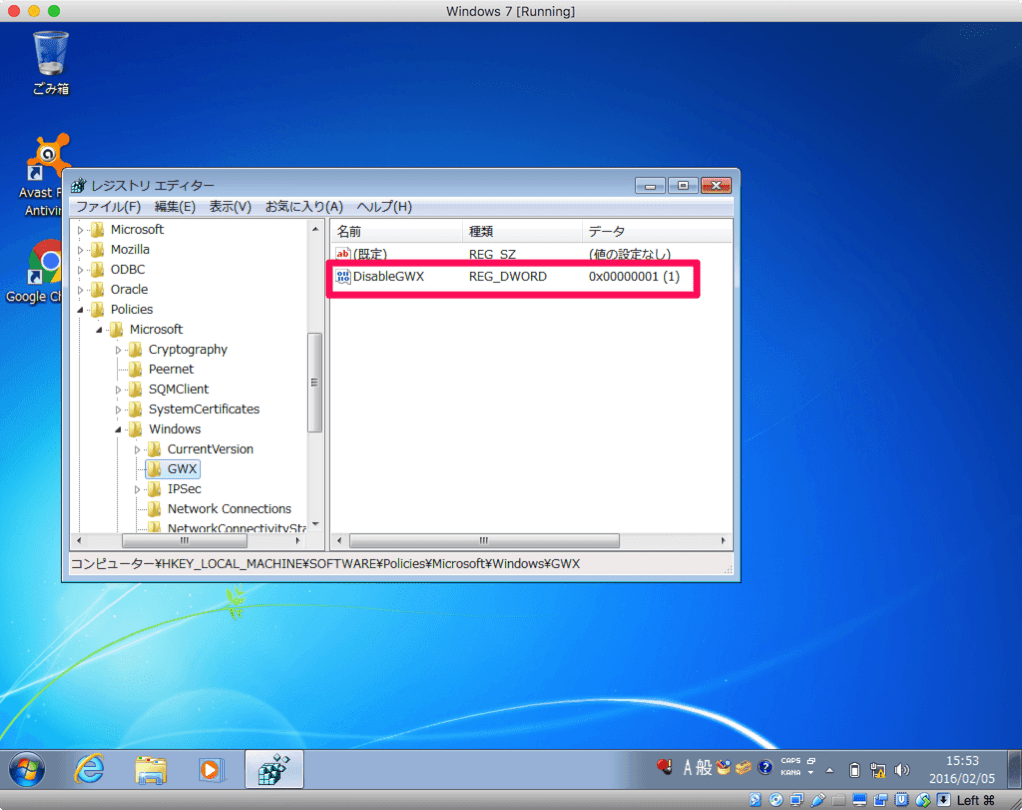 Windows 7 [Running]
ごみ箱
Avast F
Antivir
Google Ch
レジストリ エディター
ファイル(F) 編集(E) 表示(V) お気に入り(A) ヘルプ(H)
Microsoft
Mozilla
ODBC
Oracle
Policies
Microsoft
Cryptography
Peernet
SQMClient
SystemCertificates
Windows
CurrentVersion
GWX
IPSec
Network Connections
NetworkConnectivitySta
名前 種類 データ
(既定) REG_SZ (値の設定なし)
DisableGWX REG_DWORD 0x00000001 (1)
コンピューター¥HKEY_LOCAL_MACHINE¥SOFTWARE¥Policies¥Microsoft¥Windows¥GWX
A 般
CAPS
KANA
15:53
2016/02/05
Left ⌘